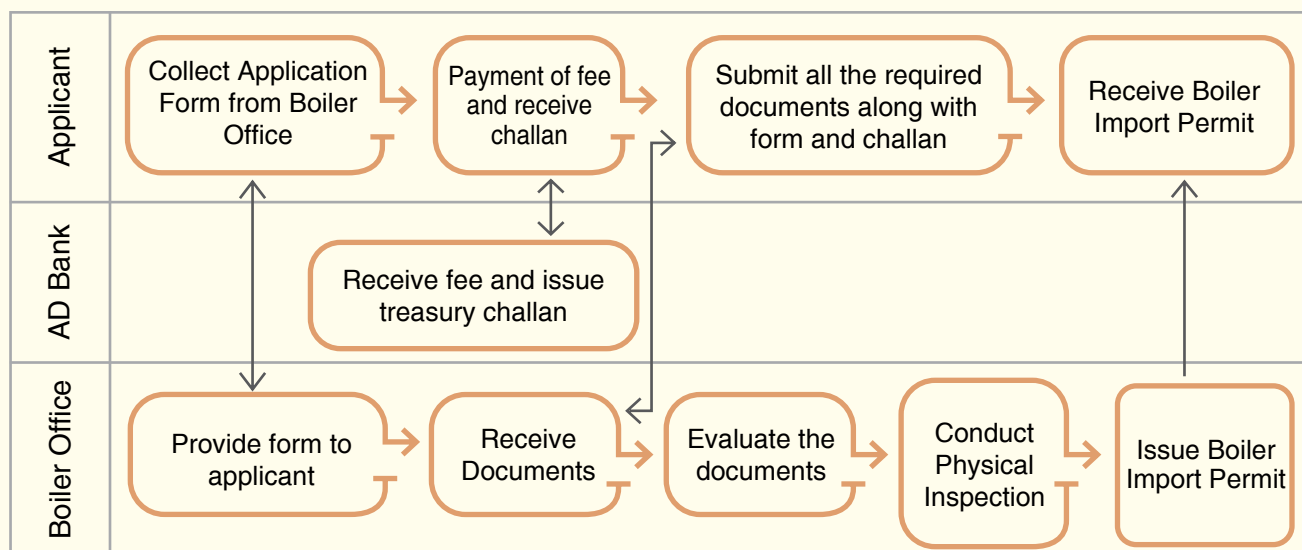 Applicant
Collect Application
Form from Boiler
Office
Payment of fee
and receive
challan
Submit all the required
documents along with
form and challan
Receive Boiler
Import Permit
AD Bank
Receive fee and issue
treasury challan
Boiler Office
Provide form to
applicant
Receive
Documents
Evaluate the
documents
Conduct
Physical
Inspection
Issue Boiler
Import Permit